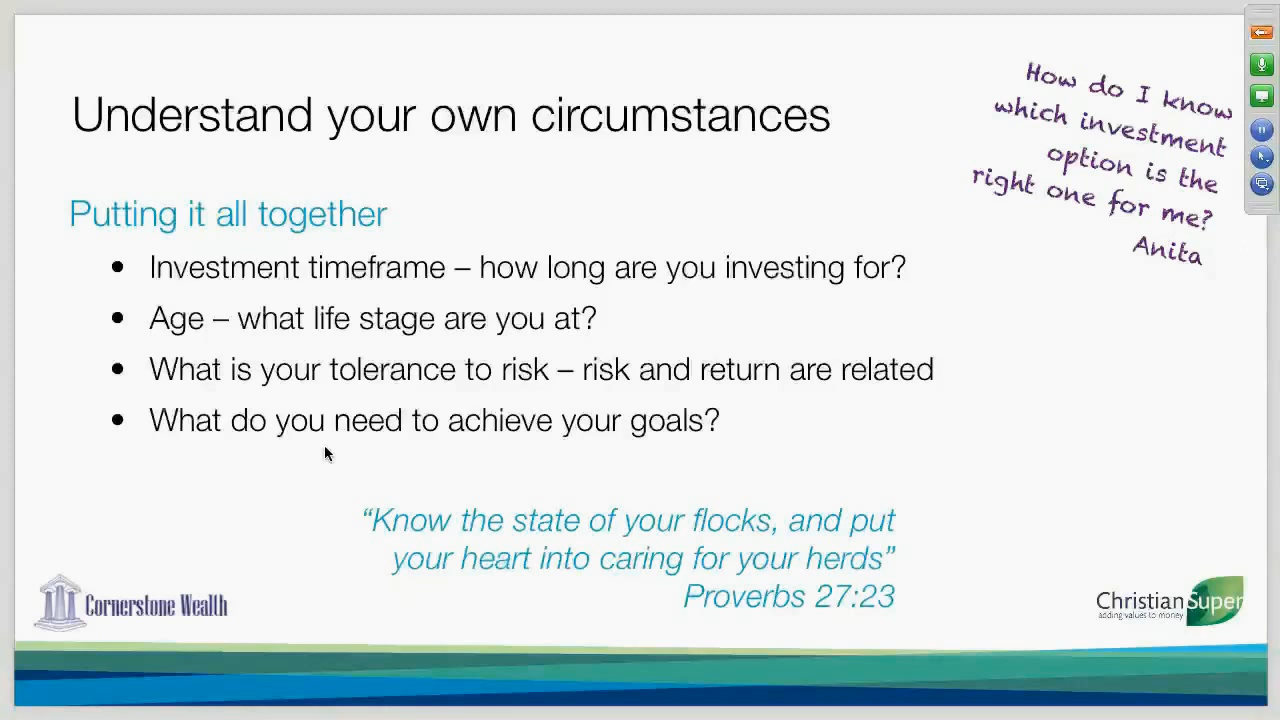 Understand your own circumstances
How do I know
which investment
option is the
right one for me?
Anita
Putting it all together
• Investment timeframe – how long are you investing for?
• Age – what life stage are you at?
• What is your tolerance to risk – risk and return are related
• What do you need to achieve your goals?
“Know the state of your flocks, and put
your heart into caring for your herds”
Proverbs 27:23
Cornerstone Wealth
ChristianSuper
adding values to money